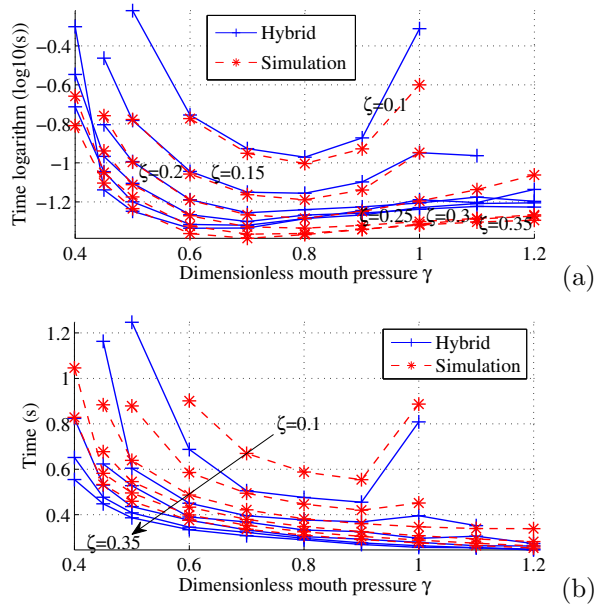 −0.2
−0.4
−0.6
−0.8
−1
−1.2
Time logarithm (log10(s))
Hybrid
Simulation
ζ=0.1
ζ=0.2
ζ=0.15
ζ=0.25
ζ=0.3
ζ=0.35
0.4 0.6 0.8 1 1.2
Dimensionless mouth pressure γ
(a)
1.2
1
0.8
0.6
0.4
Time (s)
Hybrid
Simulation
ζ=0.1
ζ=0.35
0.4 0.6 0.8 1 1.2
Dimensionless mouth pressure γ
(b)